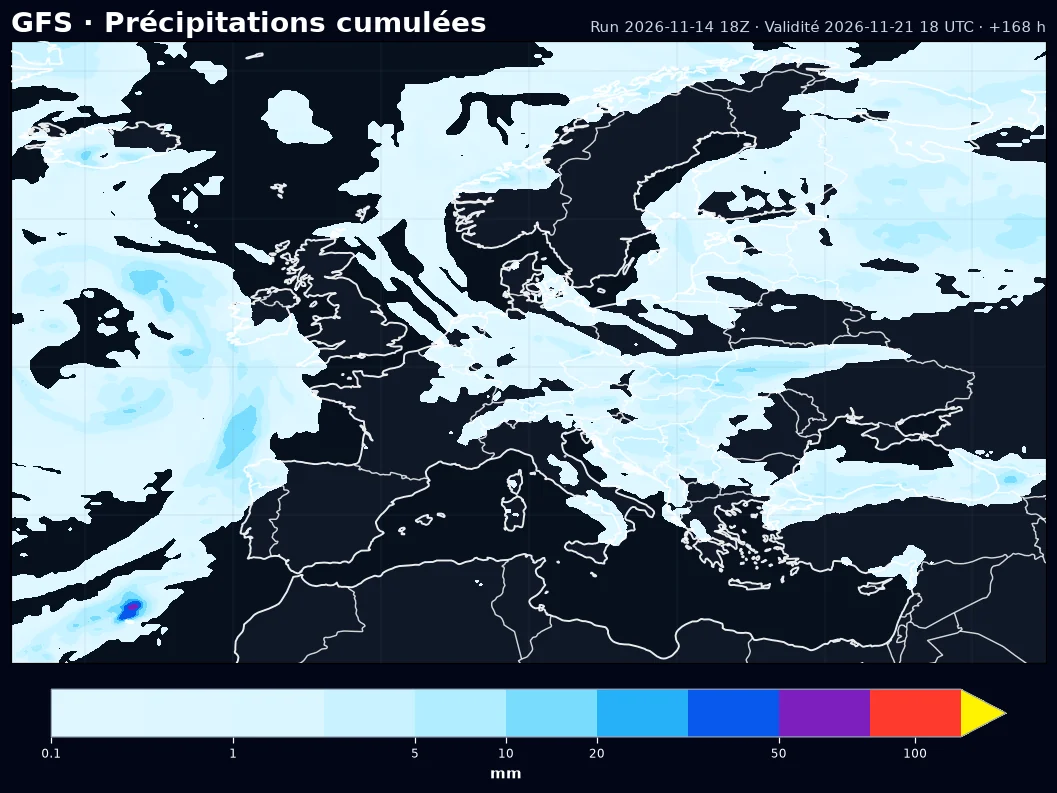 GFS · Précipitations cumulées
Run 2026-11-14 18Z · Validité 2026-11-21 18 UTC · +168 h
0.1 1 5 10 20 50 100
mm